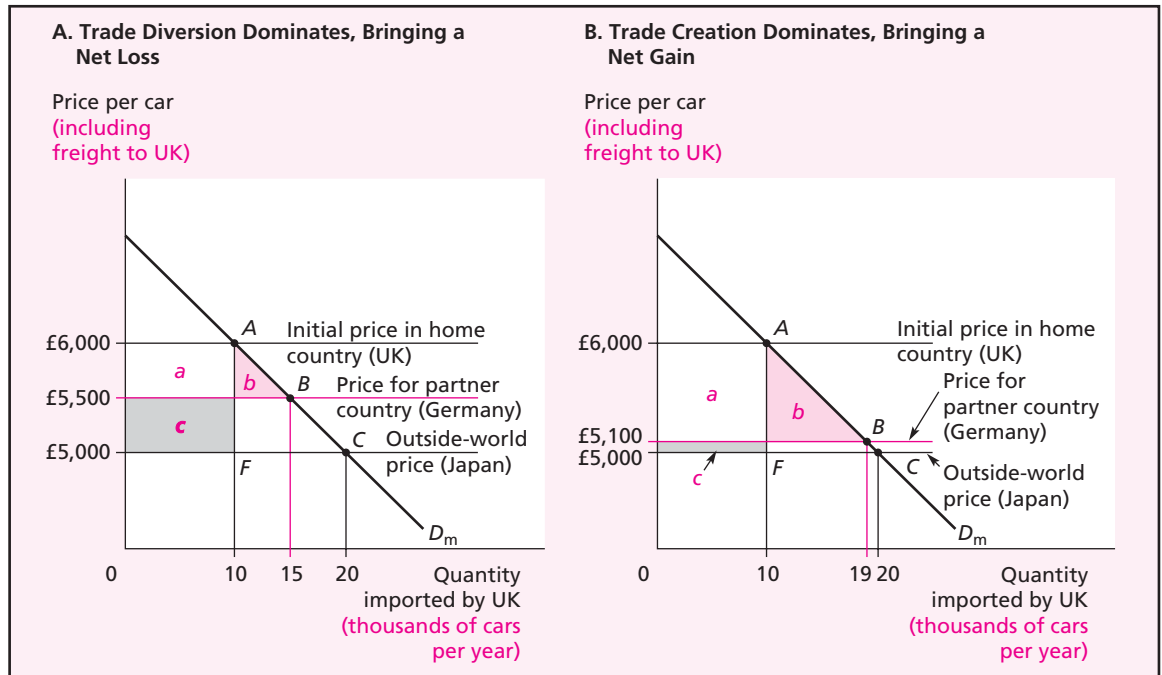 A. Trade Diversion Dominates, Bringing a
Net Loss
Price per car
(including
freight to UK)
£6,000
£5,500
£5,000
a
b
c
A
Initial price in home
country (UK)
B
Price for partner
country (Germany)
C
Outside-world
price (Japan)
F
Dm
0
10
15
20
Quantity
imported by UK
(thousands of cars
per year)
B. Trade Creation Dominates, Bringing a
Net Gain
Price per car
(including
freight to UK)
£6,000
£5,100
£5,000
a
b
c
A
Initial price in home
country (UK)
Price for
partner country
(Germany)
B
C
Outside-world
price (Japan)
F
Dm
0
10
19
20
Quantity
imported by UK
(thousands of cars
per year)